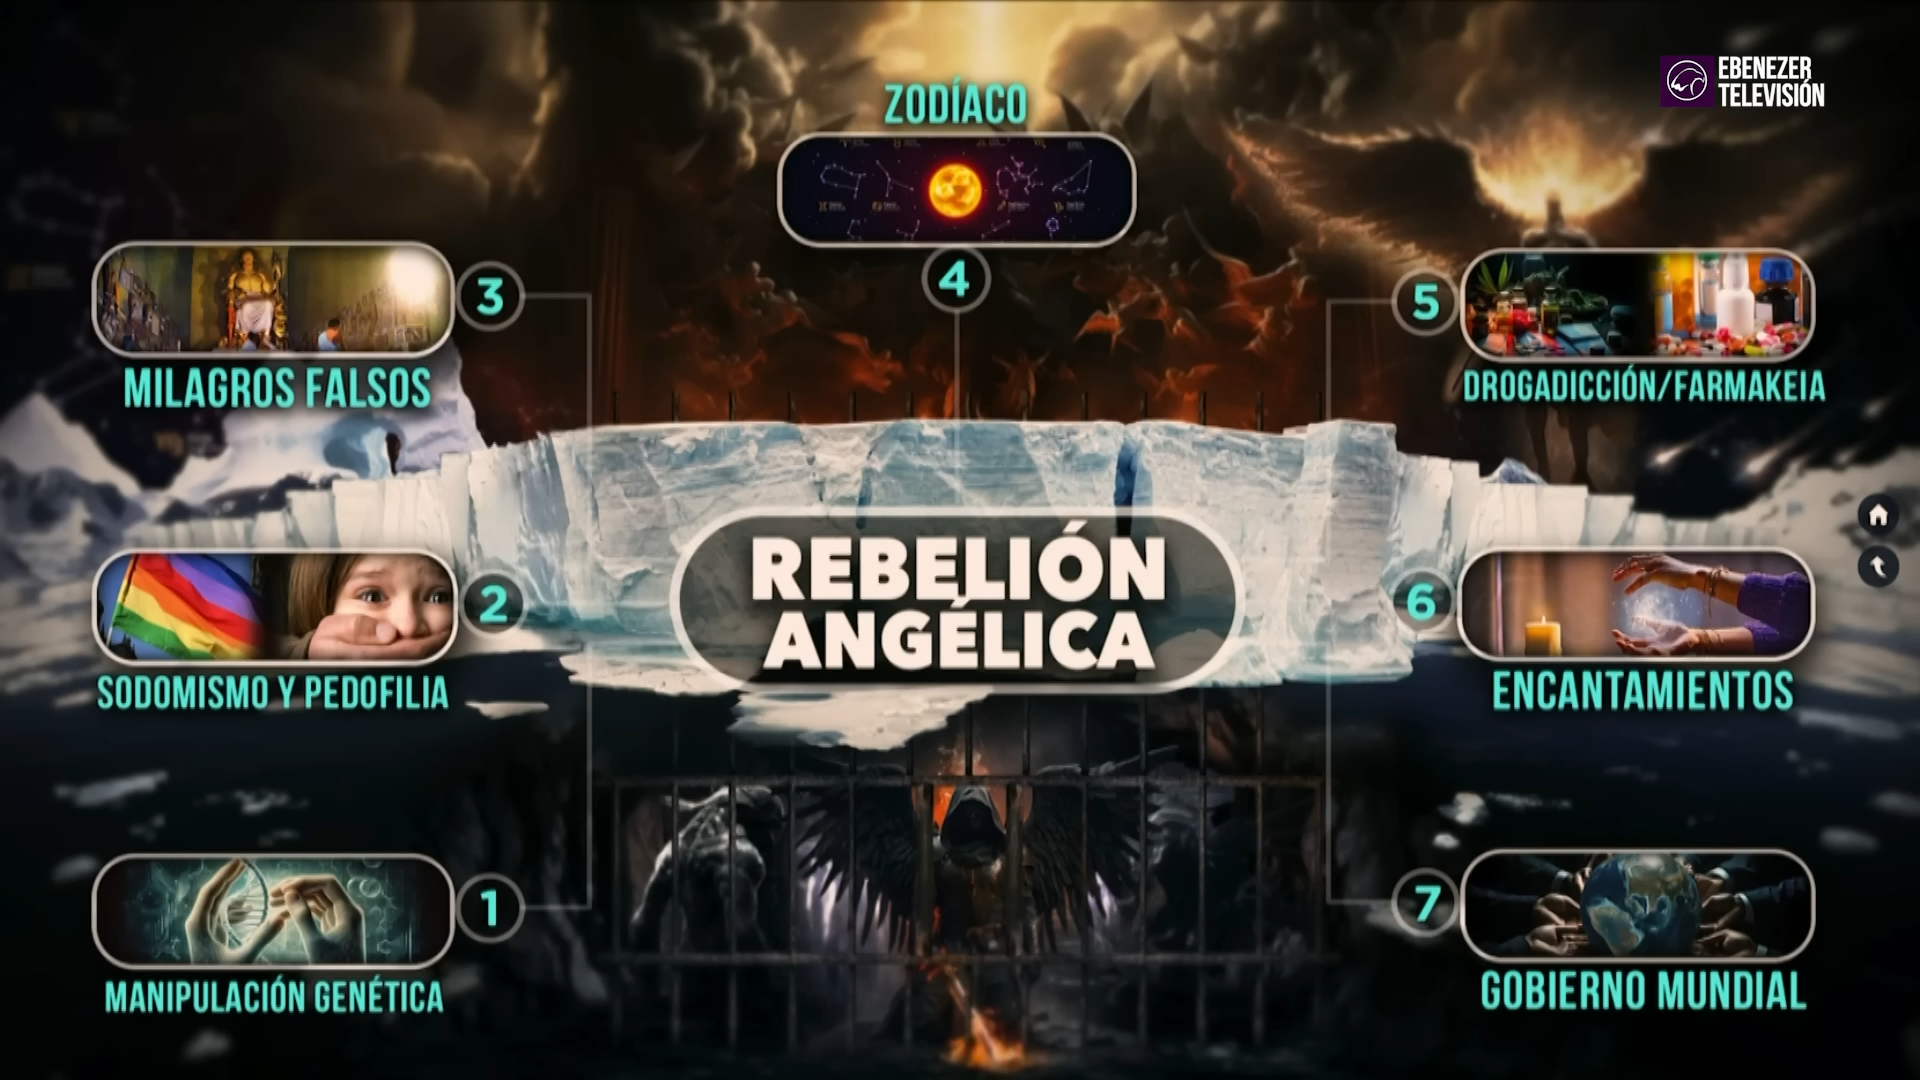 EBENEZER
TELEVISIÓN
ZODÍACO
4
3
MILAGROS FALSOS
5
DROGADICCIÓN/FARMAKEIA
REBELIÓN
ANGÉLICA
2
SODOMISMO Y PEDOFILIA
6
ENCANTAMIENTOS
1
MANIPULACIÓN GENÉTICA
7
GOBIERNO MUNDIAL